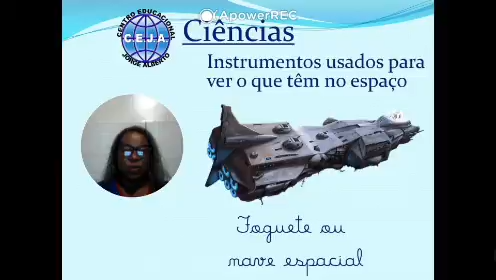 ApowerREC
CENTRO EDUCACIONAL
C.E.J.A.
JORGE ALBERTO
Ciências
Instrumentos usados para
ver o que têm no espaço
Foguete ou
nave espacial